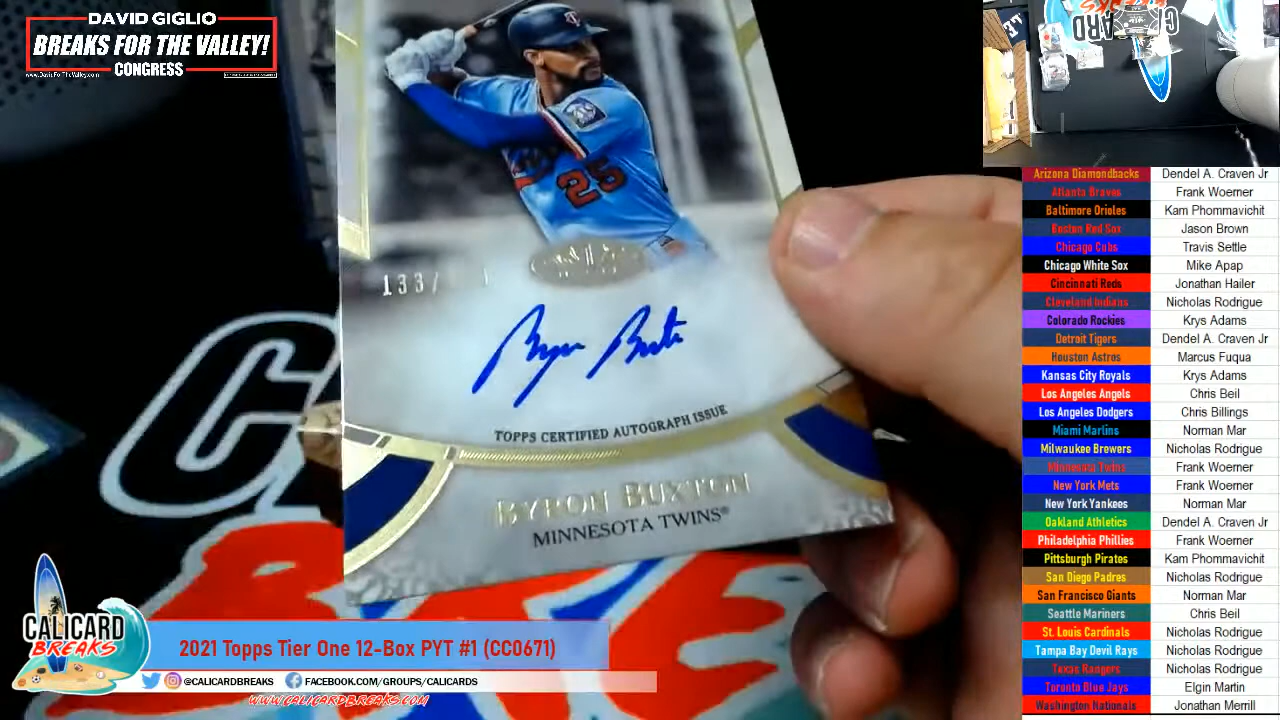 DAVID GIGLIO
BREAKS FOR THE VALLEY!
CONGRESS
www.DavidForTheValley.com
25
133/
Byron Buxton
TOPPS CERTIFIED AUTOGRAPH ISSUE
BYRON BUXTON
MINNESOTA TWINS®
CALICARD
BREAKS
2021 Topps Tier One 12-Box PYT #1 (CC0671)
@CALICARDBREAKS
FACEBOOK.COM/GROUPS/CALICARDS
WWW.CALICARDBREAKS.COM
Arizona Diamondbacks Dendel A. Craven Jr
Atlanta Braves Frank Woerner
Baltimore Orioles Kam Phommavichit
Boston Red Sox Jason Brown
Chicago Cubs Travis Settle
Chicago White Sox Mike Apap
Cincinnati Reds Jonathan Hailer
Cleveland Indians Nicholas Rodrigue
Colorado Rockies Krys Adams
Detroit Tigers Dendel A. Craven Jr
Houston Astros Marcus Fuqua
Kansas City Royals Krys Adams
Los Angeles Angels Chris Beil
Los Angeles Dodgers Chris Billings
Miami Marlins Norman Mar
Milwaukee Brewers Nicholas Rodrigue
Minnesota Twins Frank Woerner
New York Mets Frank Woerner
New York Yankees Norman Mar
Oakland Athletics Dendel A. Craven Jr
Philadelphia Phillies Frank Woerner
Pittsburgh Pirates Kam Phommavichit
San Diego Padres Nicholas Rodrigue
San Francisco Giants Norman Mar
Seattle Mariners Chris Beil
St. Louis Cardinals Nicholas Rodrigue
Tampa Bay Devil Rays Nicholas Rodrigue
Texas Rangers Nicholas Rodrigue
Toronto Blue Jays Elgin Martin
Washington Nationals Jonathan Merrill